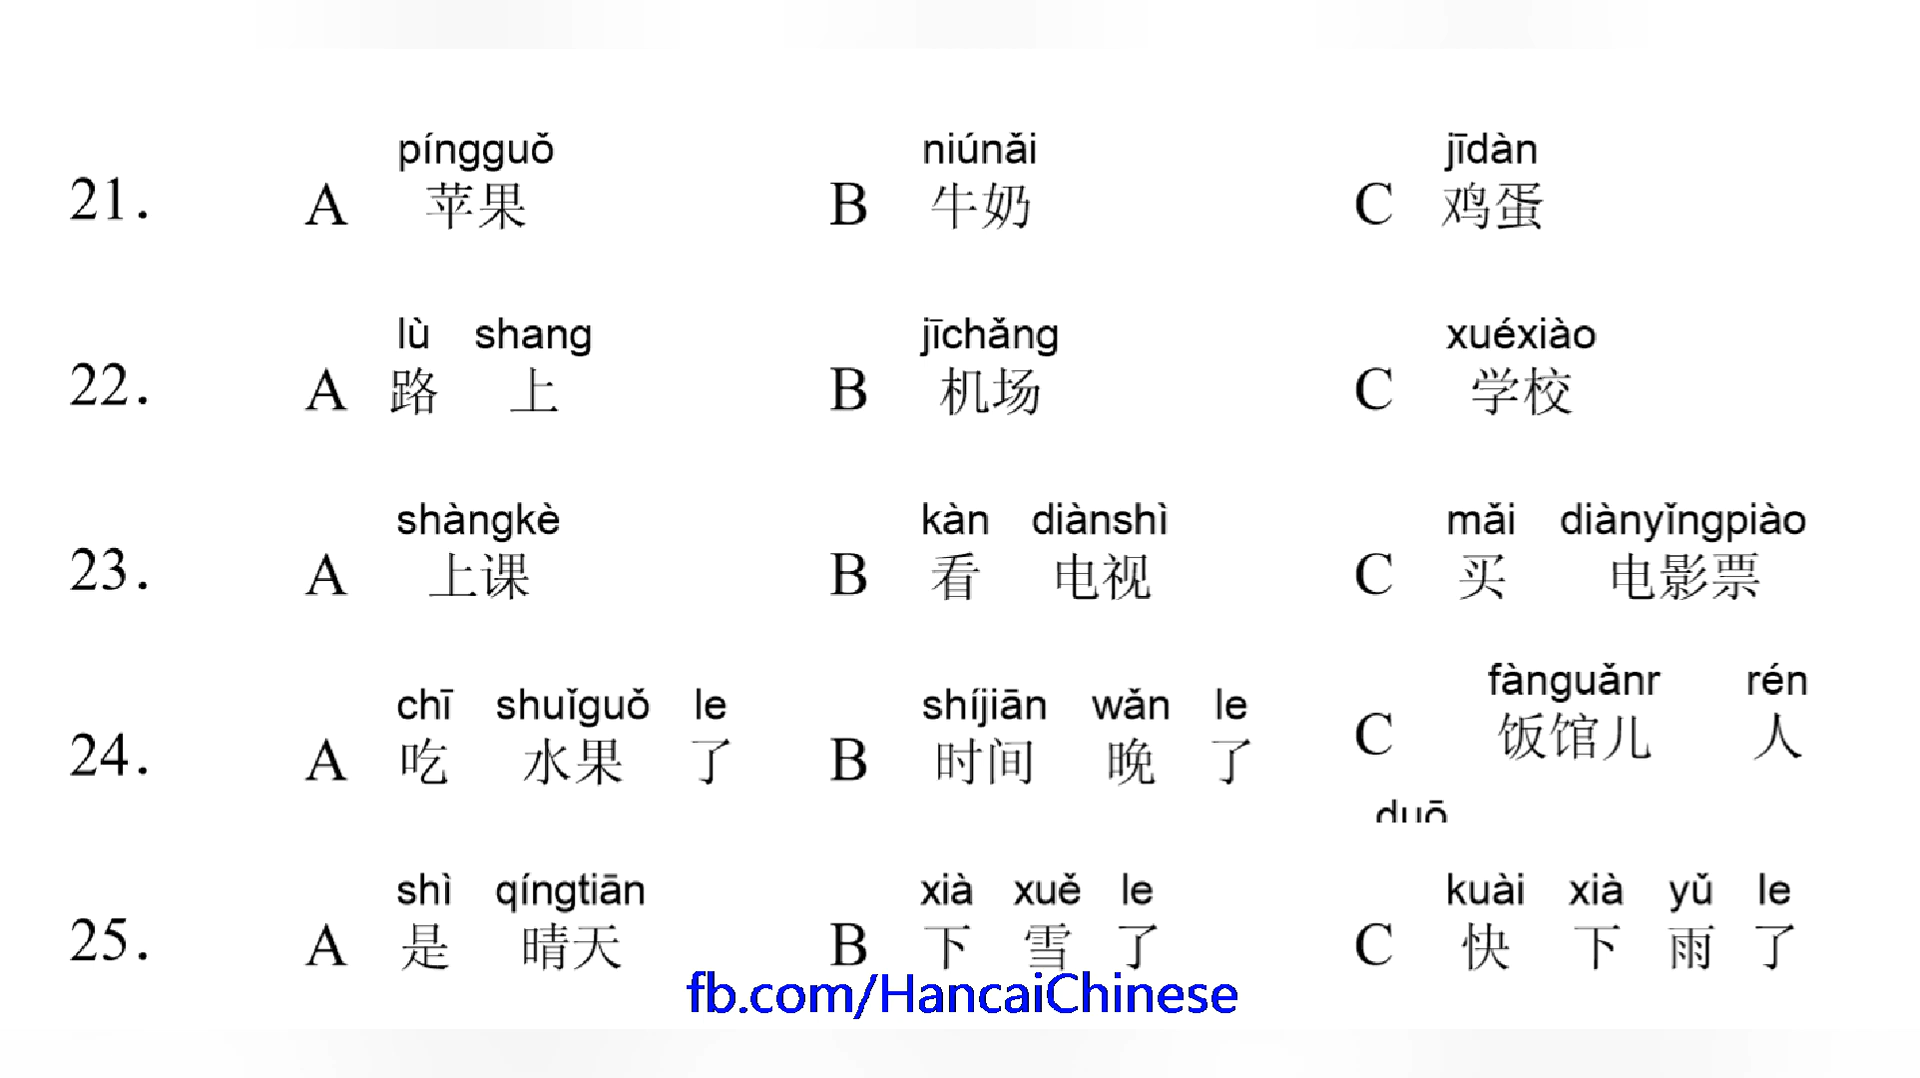 píngguǒ niúnǎi jīdàn
21. A 苹果 B 牛奶 C 鸡蛋
lù shang jīchǎng xuéxiào
22. A 路 上 B 机场 C 学校
shàngkè kàn diànshì mǎi diànyǐngpiào
23. A 上课 B 看 电视 C 买 电影票
chī shuǐguǒ le shíjiān wǎn le fànguǎnr rén
24. A 吃 水果 了 B 时间 晚 了 C 饭馆儿 人
duō
shì qíngtiān xià xuě le kuài xià yǔ le
25. A 是 晴天 B 下 雪 了 C 快 下 雨 了
fb.com/HancaiChinese